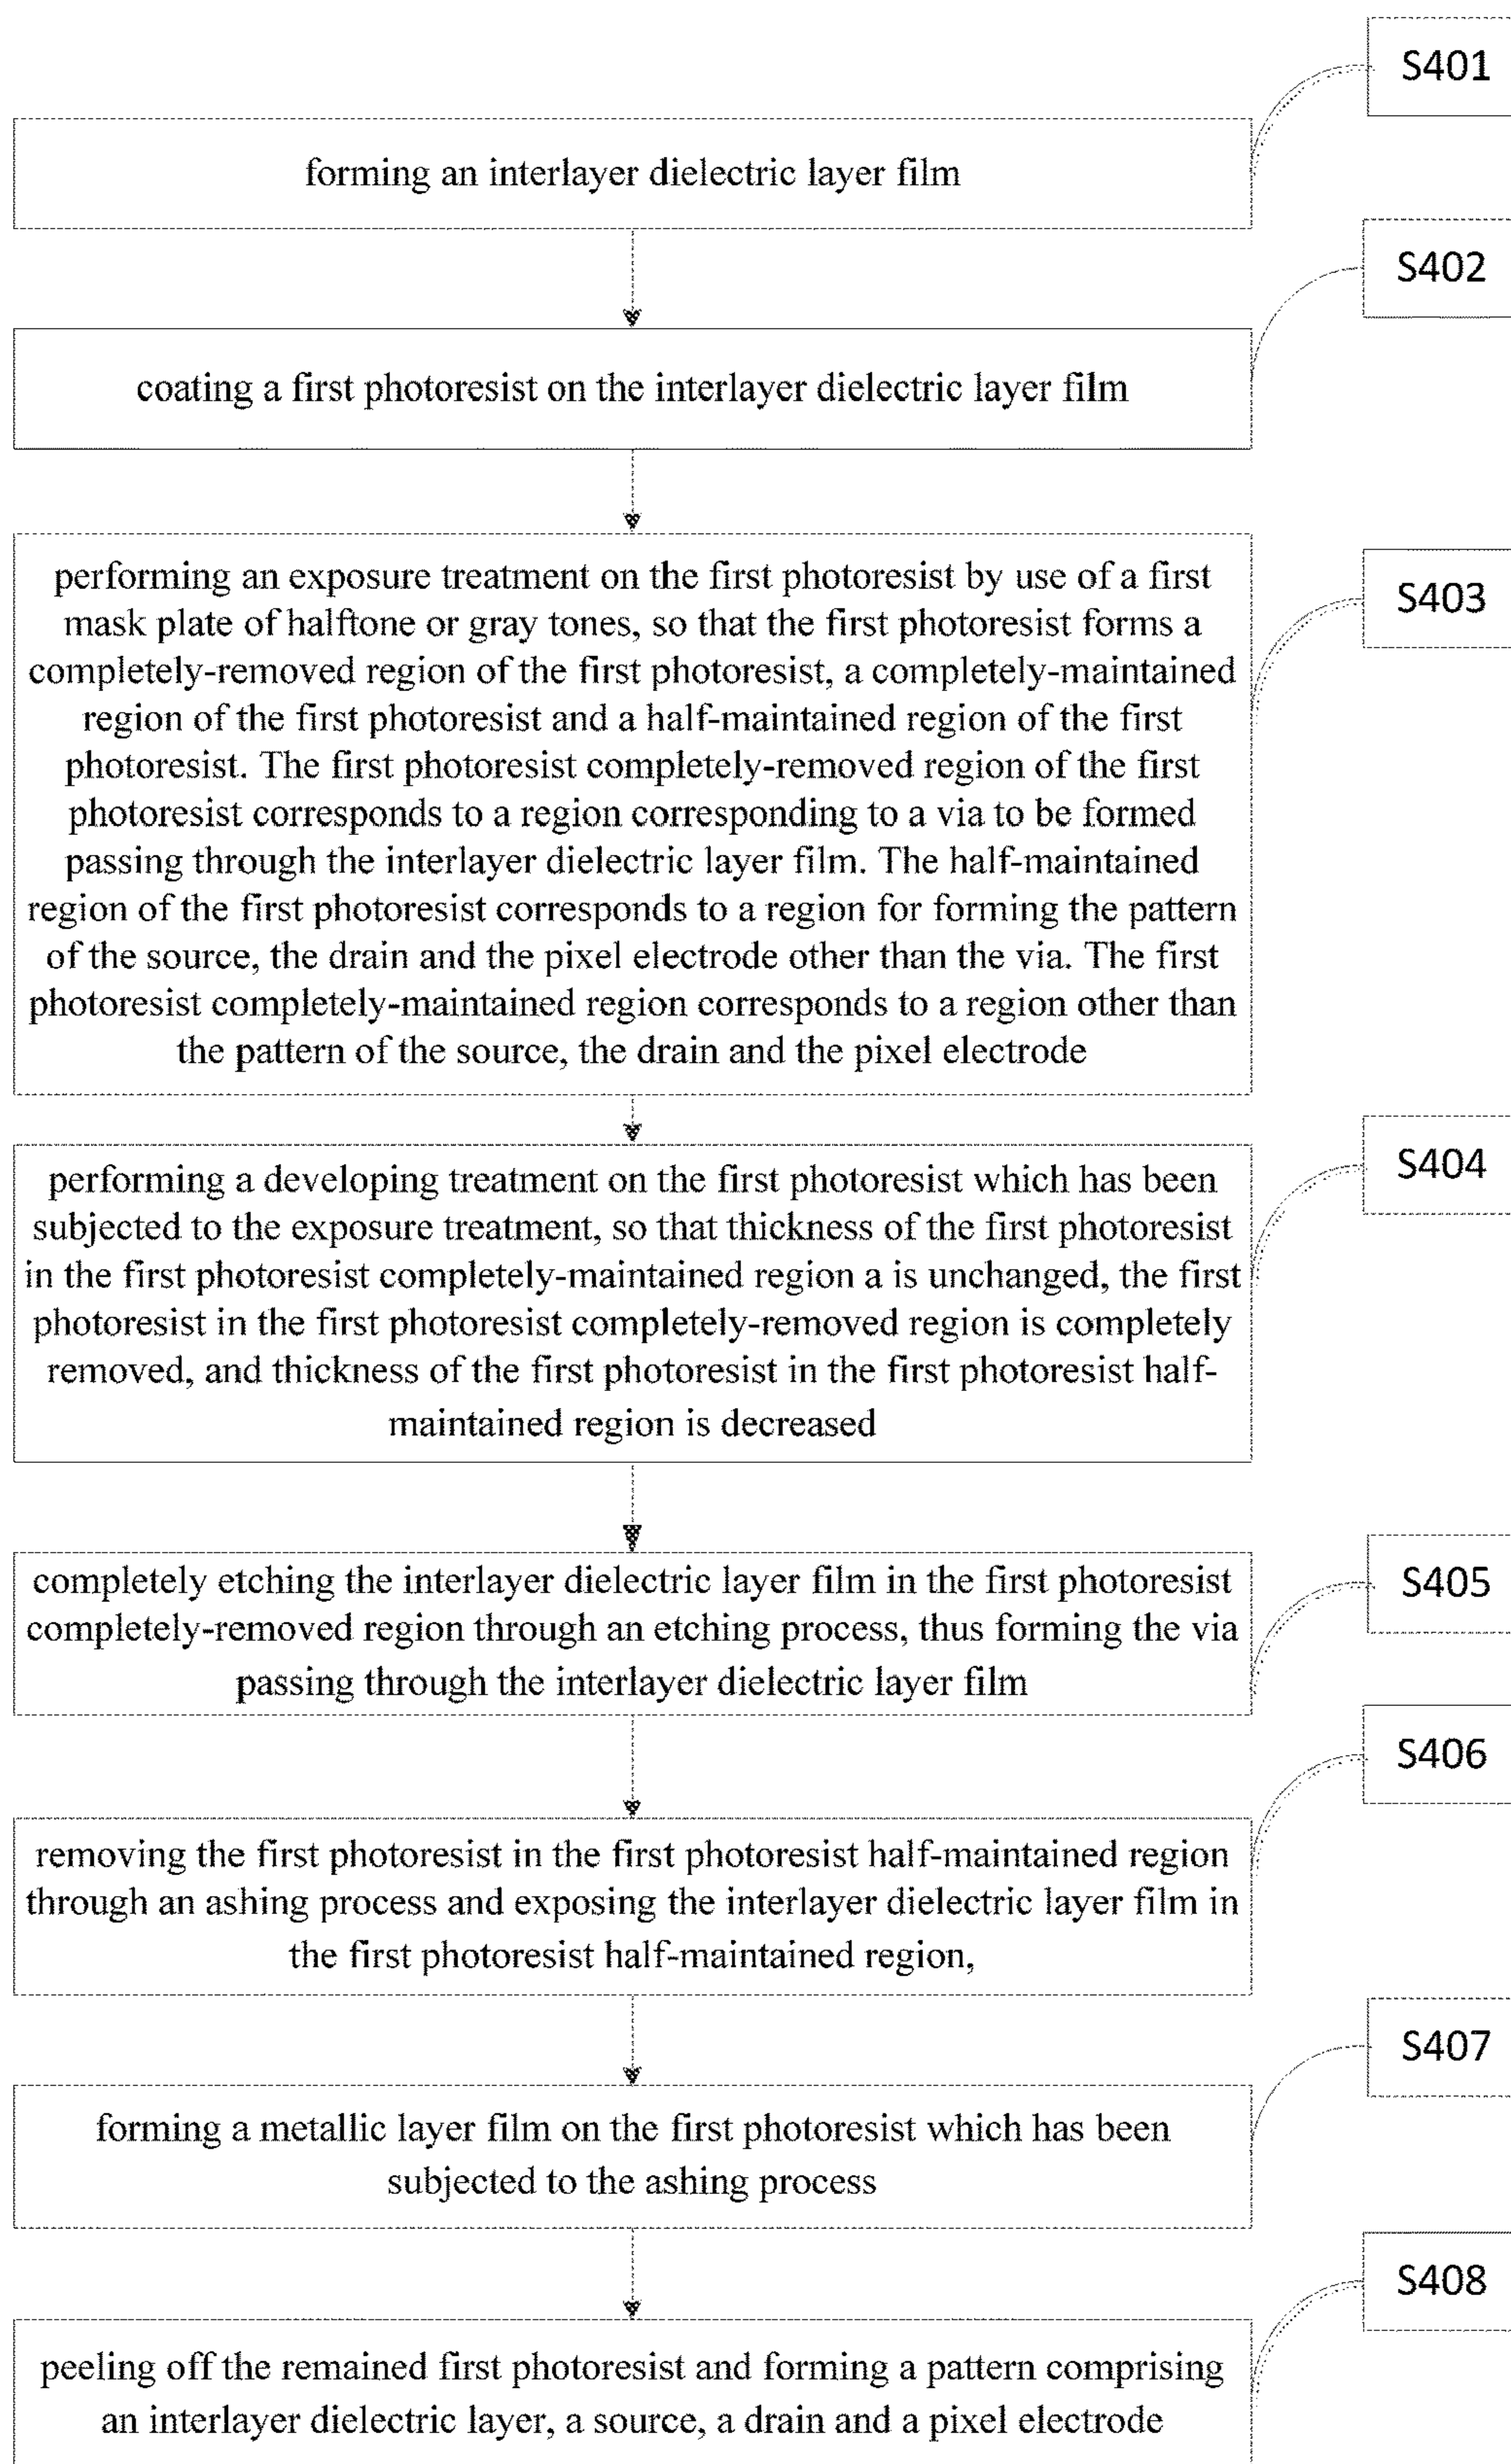 S401
forming an interlayer dielectric layer film
S402
coating a first photoresist on the interlayer dielectric layer film
performing an exposure treatment on the first photoresist by use of a first
mask plate of halftone or gray tones, so that the first photoresist forms a
completely-removed region of the first photoresist, a completely-maintained
region of the first photoresist and a half-maintained region of the first
photoresist. The first photoresist completely-removed region of the first
photoresist corresponds to a region corresponding to a via to be formed
passing through the interlayer dielectric layer film. The half-maintained
region of the first photoresist corresponds to a region for forming the pattern
of the source, the drain and the pixel electrode other than the via. The first
photoresist completely-maintained region corresponds to a region other than
the pattern of the source, the drain and the pixel electrode
S403
performing a developing treatment on the first photoresist which has been
subjected to the exposure treatment, so that thickness of the first photoresist
in the first photoresist completely-maintained region a is unchanged, the first
photoresist in the first photoresist completely-removed region is completely
removed, and thickness of the first photoresist in the first photoresist half-
maintained region is decreased
S404
completely etching the interlayer dielectric layer film in the first photoresist
completely-removed region through an etching process, thus forming the via
passing through the interlayer dielectric layer film
S405
S406
removing the first photoresist in the first photoresist half-maintained region
through an ashing process and exposing the interlayer dielectric layer film in
the first photoresist half-maintained region,
S407
forming a metallic layer film on the first photoresist which has been
subjected to the ashing process
S408
peeling off the remained first photoresist and forming a pattern comprising
an interlayer dielectric layer, a source, a drain and a pixel electrode